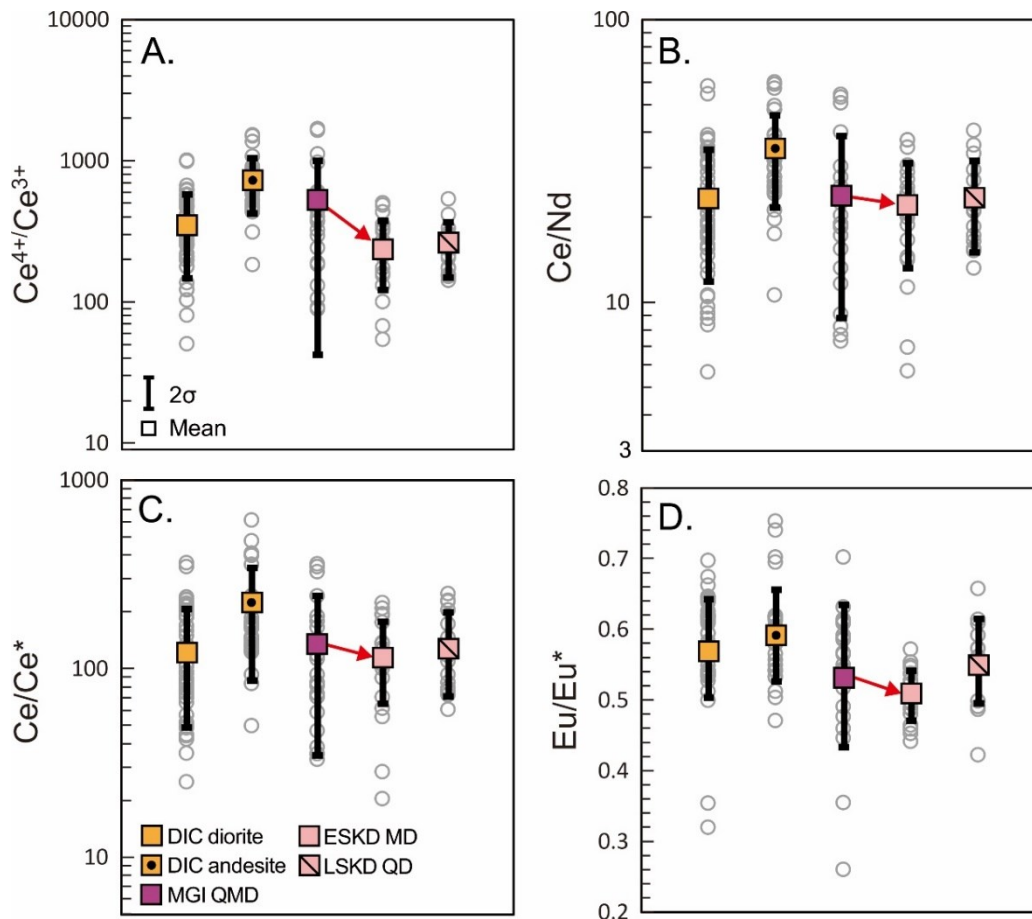 A.
10000
1000
100
10
Ce4+/Ce3+
2σ
Mean
B.
100
10
3
Ce/Nd
C.
1000
100
10
Ce/Ce*
DIC diorite
DIC andesite
MGI QMD
ESKD MD
LSKD QD
D.
0.8
0.7
0.6
0.5
0.4
0.3
0.2
Eu/Eu*